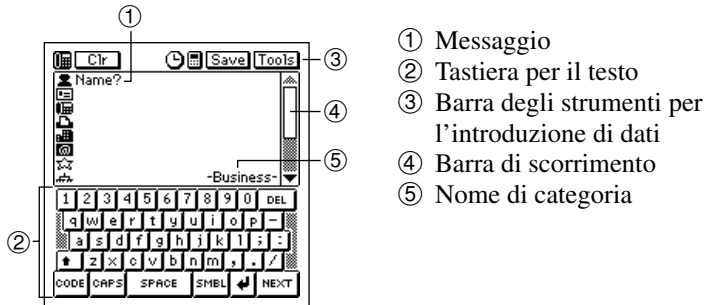 ①
Clr Save Tools ③
Name?
④
⑤
-Business-
②
1 2 3 4 5 6 7 8 9 0 DEL
q w e r t y u i o p -
a s d f g h j k l ; :
z x c v b n m , . /
CODE CAPS SPACE SMBL NEXT
① Messaggio
② Tastiera per il testo
③ Barra degli strumenti per
l'introduzione di dati
④ Barra di scorrimento
⑤ Nome di categoria